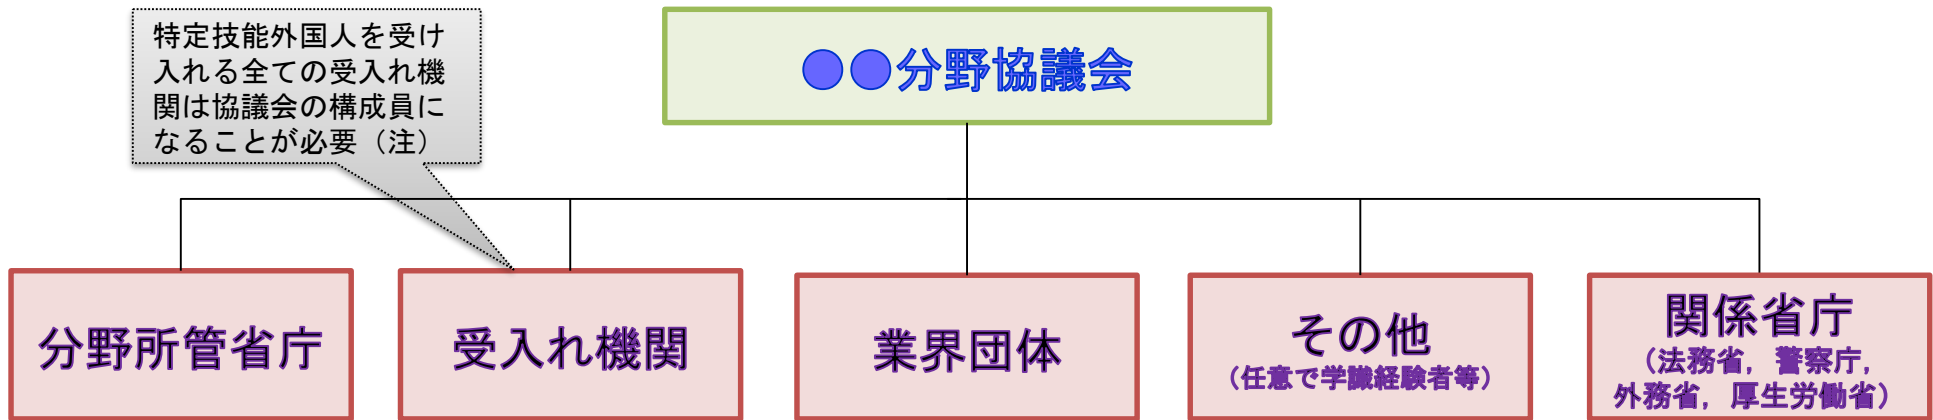 特定技能外国人を受け
入れる全ての受入れ機
関は協議会の構成員に
なることが必要（注）
●●分野協議会
分野所管省庁
受入れ機関
業界団体
その他
（任意で学識経験者等）
関係省庁
（法務省，警察庁，
外務省，厚生労働省）